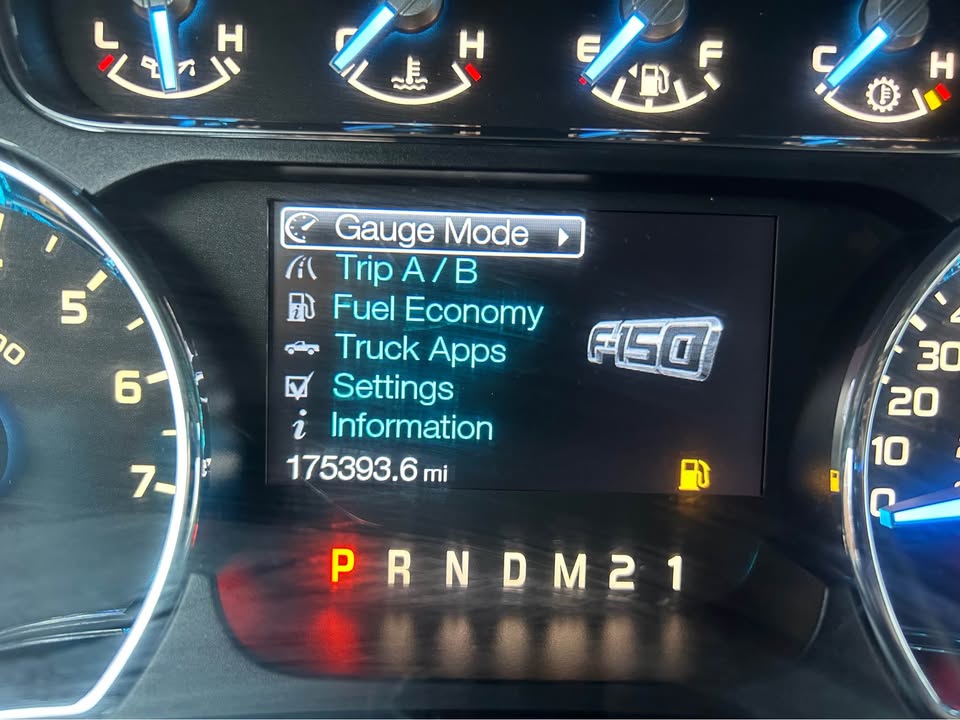 L H
C H
E F
C H
Gauge Mode
Trip A / B
Fuel Economy
Truck Apps
Settings
Information
175393.6 mi
F-150
5
6
7
30
20
10
0
P R N D M 2 1